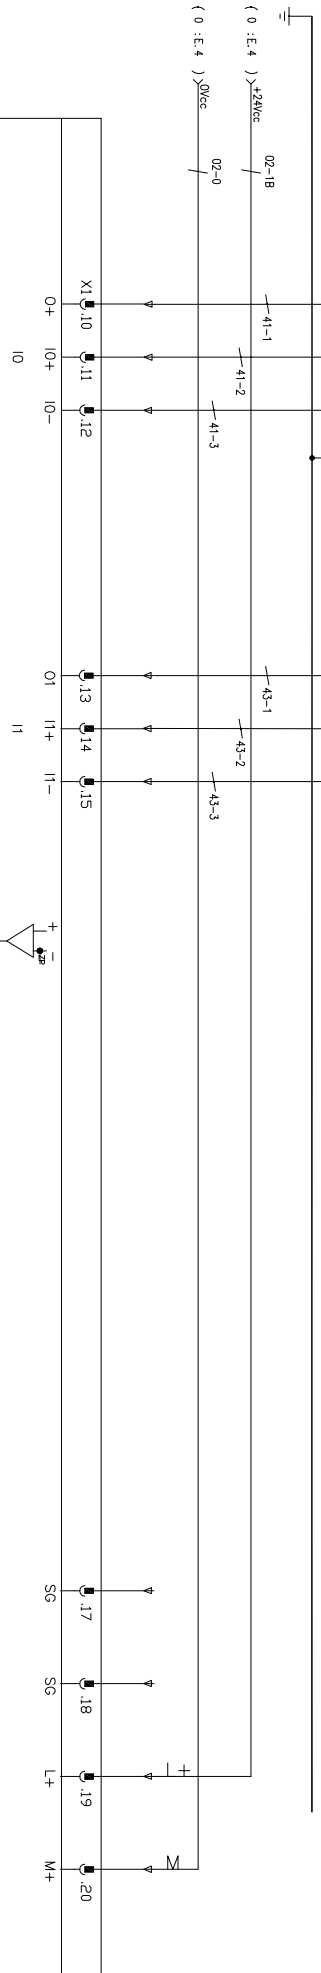 ( 0 :E.4 )
+24Vcc
02-1B
( 0 :E.4 )
0Vcc
02-0
41-1
41-2
41-3
43-1
43-2
43-3
L+
M
X1 .10
.11
.12
.13
.14
.15
.17
.18
.19
.20
0+
I0+
I0-
O1
I1+
I1-
SG
SG
L+
M+
+ -
I0
I1